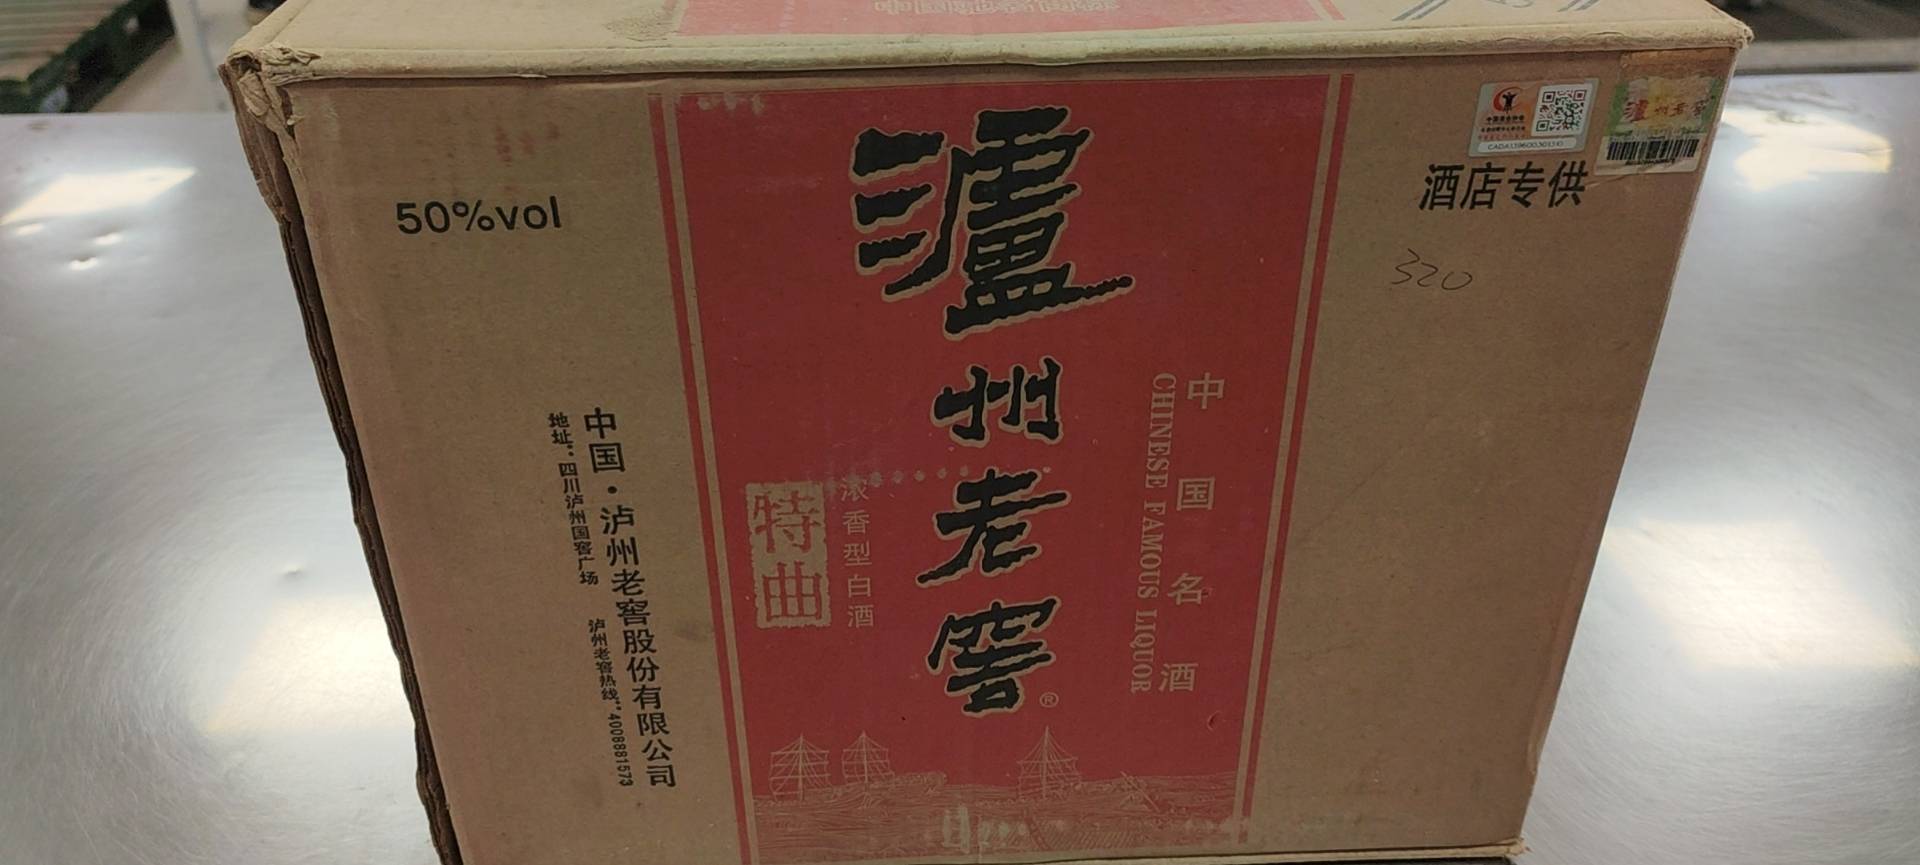 50%vol
泸州老窖
®
特曲
浓香型白酒
中国名酒
CHINESE FAMOUS LIQUOR
酒店专供
320
中国·泸州老窖股份有限公司
地址:四川泸州国窖广场
泸州老窖热线:4008881573
泸州老窖